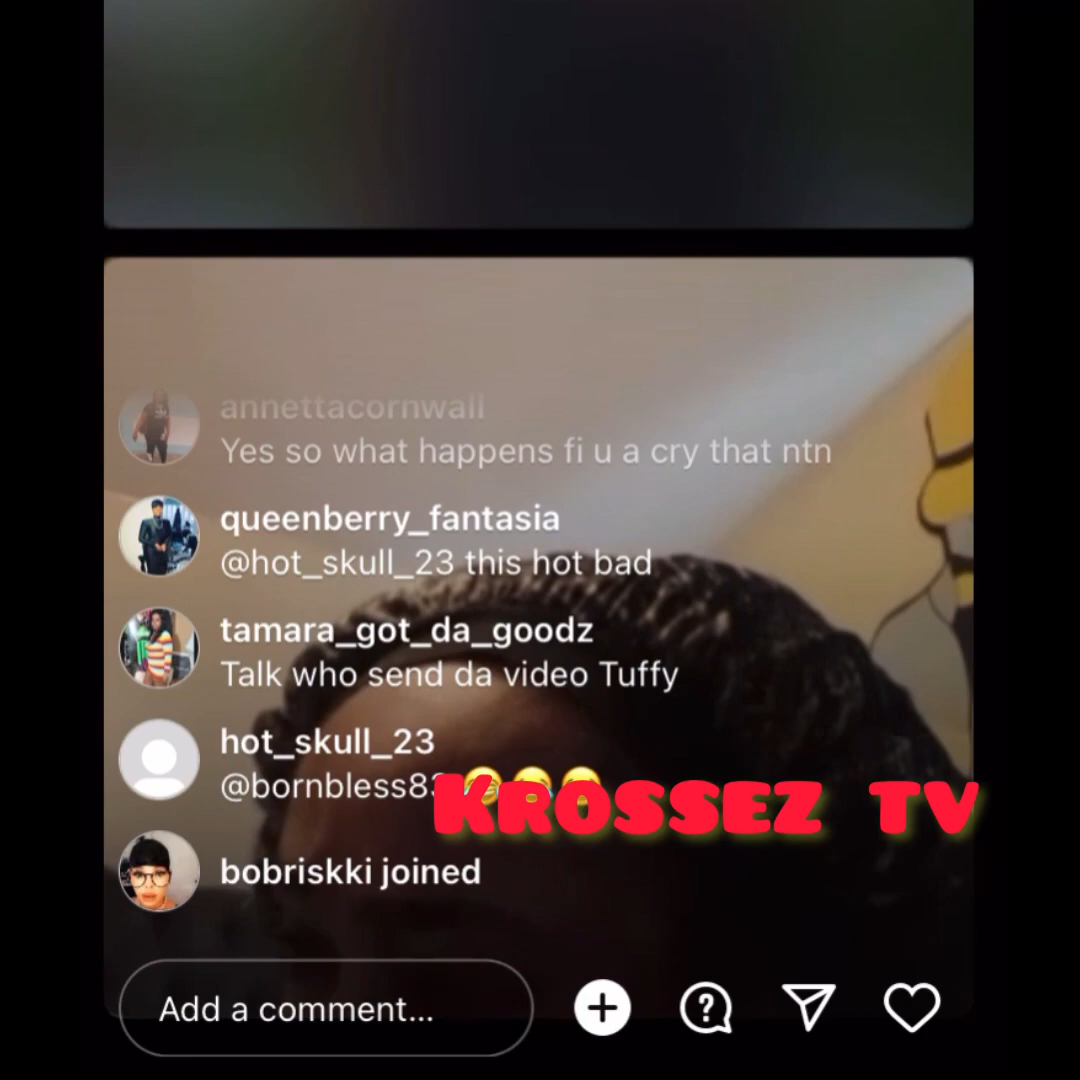 annettacornwall
Yes so what happens fi u a cry that ntn
queenberry_fantasia
@hot_skull_23 this hot bad
tamara_got_da_goodz
Talk who send da video Tuffy
hot_skull_23
😂😂😂
KROSSEZ TV
bobriskki joined
Add a comment...